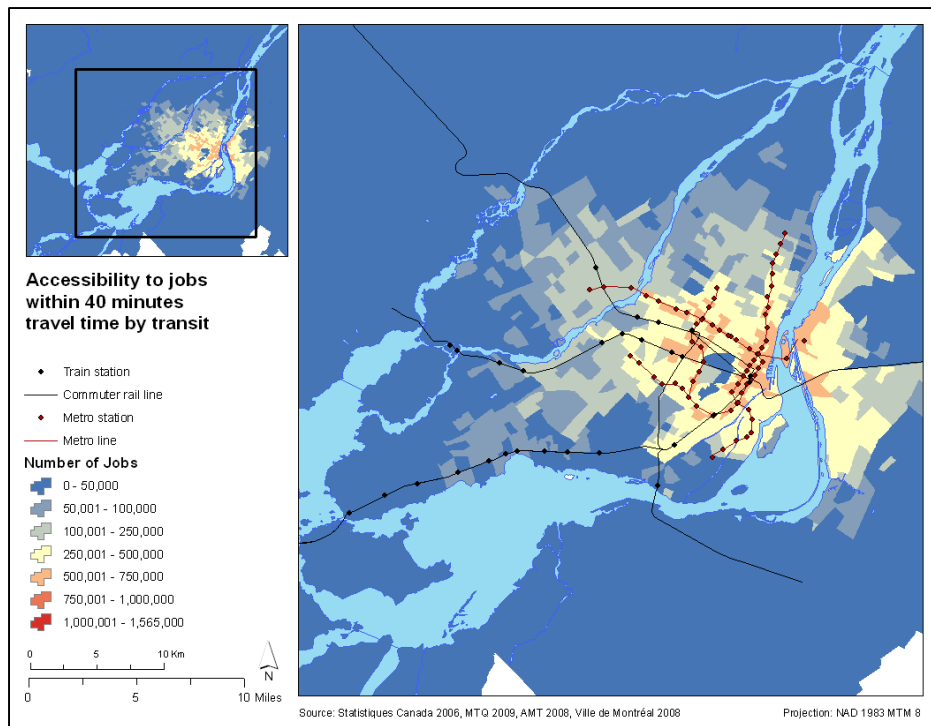 Accessibility to jobs
within 40 minutes
travel time by transit
Train station
Commuter rail line
Metro station
Metro line
Number of Jobs
0 - 50,000
50,001 - 100,000
100,001 - 250,000
250,001 - 500,000
500,001 - 750,000
750,001 - 1,000,000
1,000,001 - 1,565,000
0 5 10 Km
N
0 5 10 Miles
Source: Statistiques Canada 2006, MTQ 2009, AMT 2008, Ville de Montréal 2008
Projection: NAD 1983 MTM 8